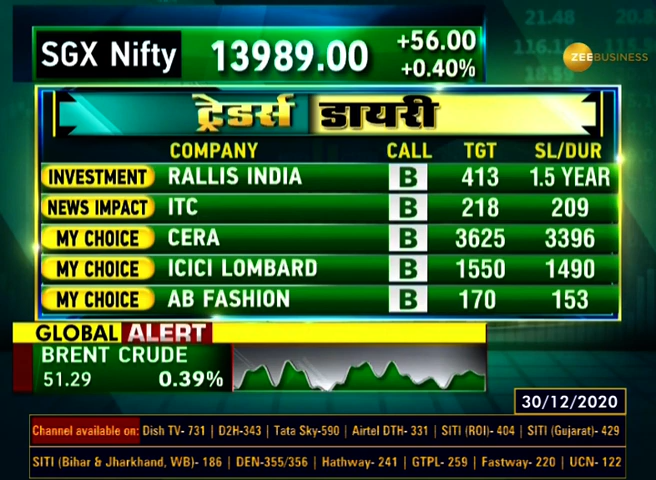 SGX Nifty 13989.00 +56.00 +0.40%
ZEEBUSINESS
ट्रेडर्स डायरी
COMPANY CALL TGT SL/DUR
INVESTMENT RALLIS INDIA B 413 1.5 YEAR
NEWS IMPACT ITC B 218 209
MY CHOICE CERA B 3625 3396
MY CHOICE ICICI LOMBARD B 1550 1490
MY CHOICE AB FASHION B 170 153
GLOBAL ALERT
BRENT CRUDE
51.29 0.39%
30/12/2020
Channel available on: Dish TV- 731 | D2H-343 | Tata Sky-590 | Airtel DTH- 331 | SITI (ROI)- 404 | SITI (Gujarat)- 429
SITI (Bihar & Jharkhand, WB)- 186 | DEN-355/356 | Hathway- 241 | GTPL- 259 | Fastway- 220 | UCN- 122